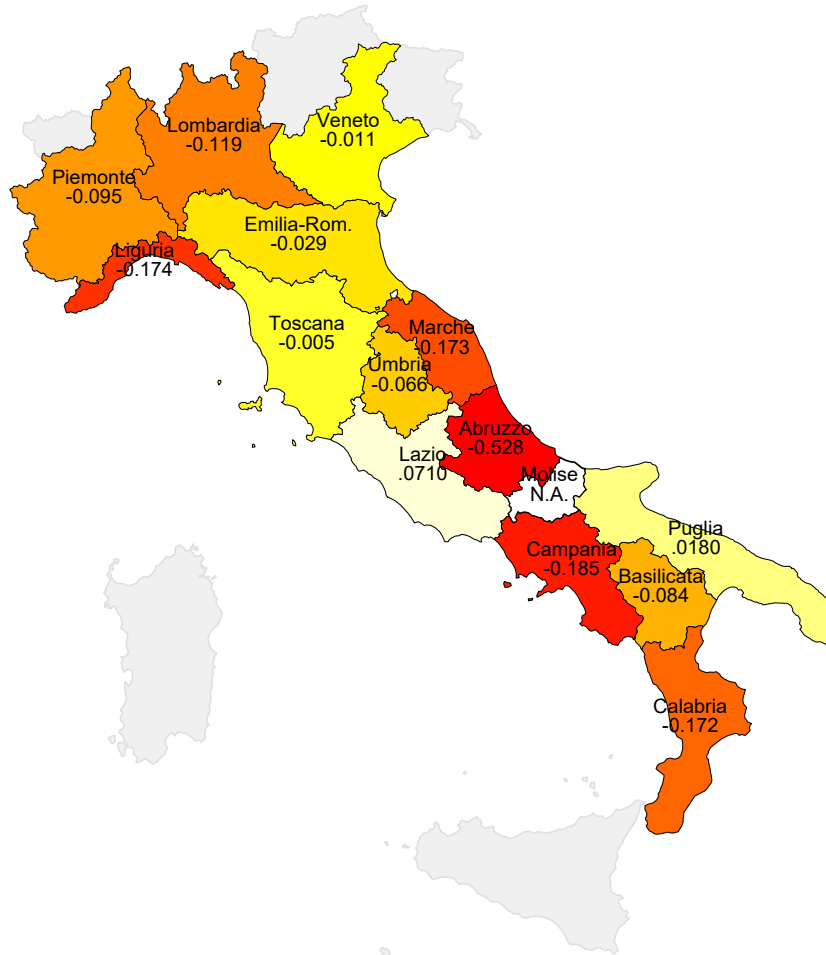 Lombardia
-0.119
Veneto
-0.011
Piemonte
-0.095
Emilia-Rom.
-0.029
Liguria
-0.174
Toscana
-0.005
Marche
-0.173
Umbria
-0.066
Abruzzo
-0.528
Lazio
.0710
Molise
N.A.
Puglia
.0180
Campania
-0.185
Basilicata
-0.084
Calabria
-0.172